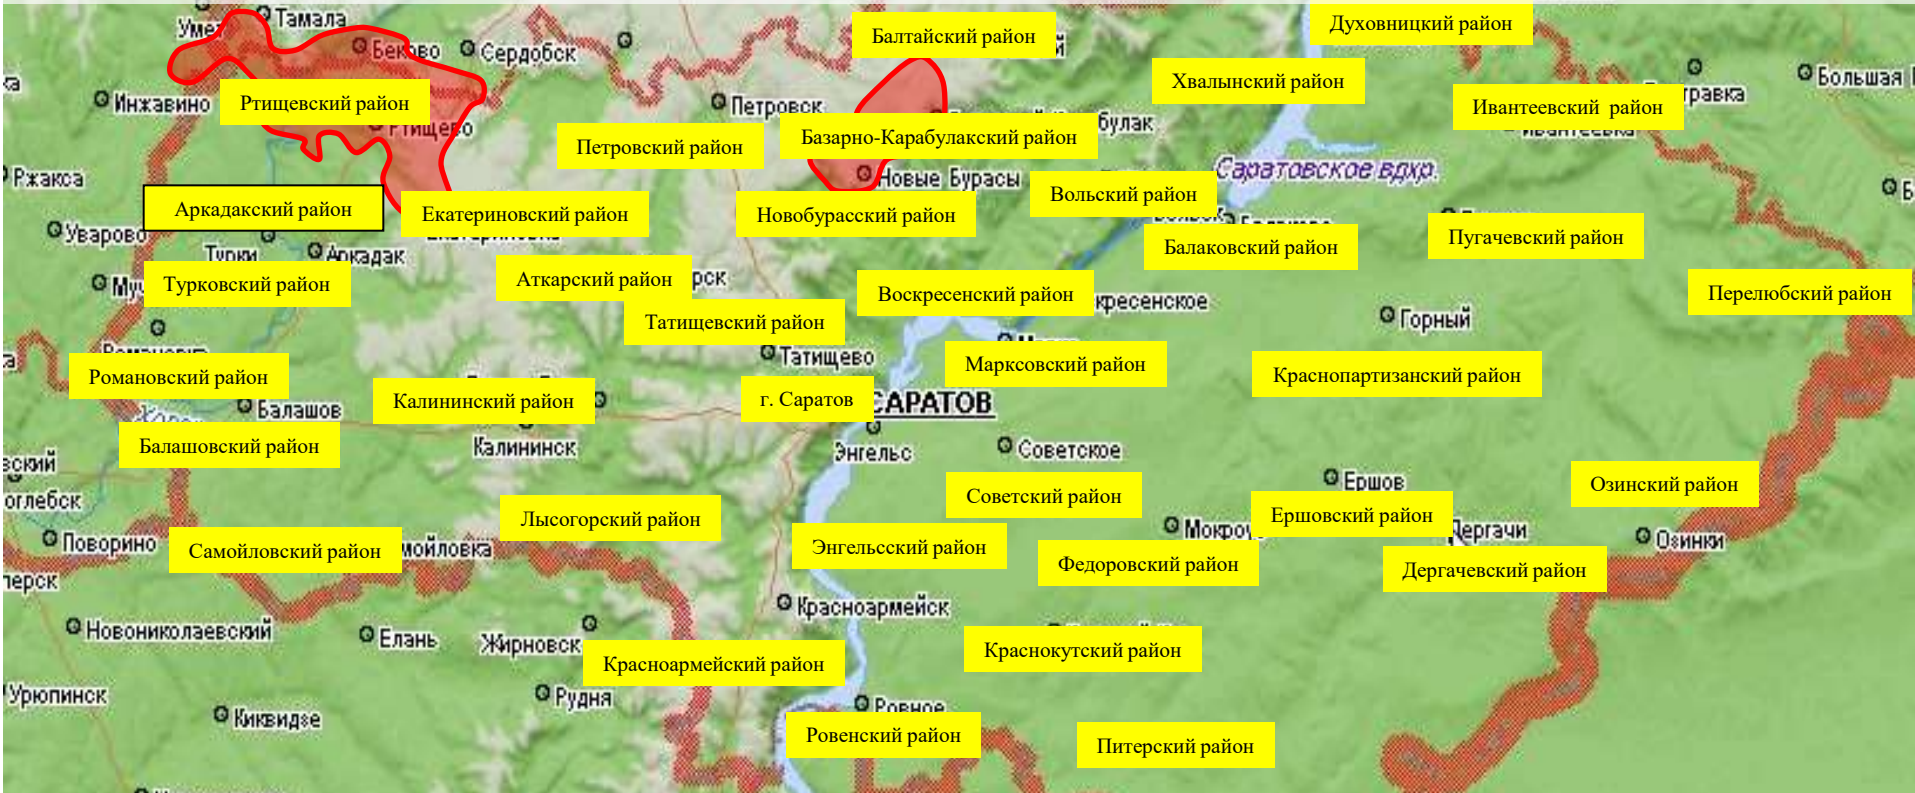 Тамала
Балтайский район
Духовницкий район
Беково
Сердобск
Хвалынский район
Большая
Инжавино
Ртищевский район
Петровск
Ивантеевский район
Ртищево
Петровский район
Базарно-Карабулакский район
Ржакса
Новые Бурасы
Саратовское вдхр.
Вольский район
Аркадакский район
Екатериновский район
Новобурасский район
Уварово
Турки
Аркадак
Балаковский район
Пугачевский район
Турковский район
Аткарский район
Воскресенский район
Перелюбский район
Татищевский район
Горный
Татищево
Романовский район
Марксовский район
Краснопартизанский район
Балашов
Калининский район
г. Саратов
САРАТОВ
Балашовский район
Калининск
Энгельс
Советское
Ершов
Озинский район
Советский район
Лысогорский район
Ершовский район
Поворино
Самойловский район
Энгельсский район
Дергачи
Озинки
Федоровский район
Дергачевский район
Красноармейск
Новониколаевский
Елань
Жирновск
Красноармейский район
Краснокутский район
Урюпинск
Киквидзе
Рудня
Ровное
Ровенский район
Питерский район